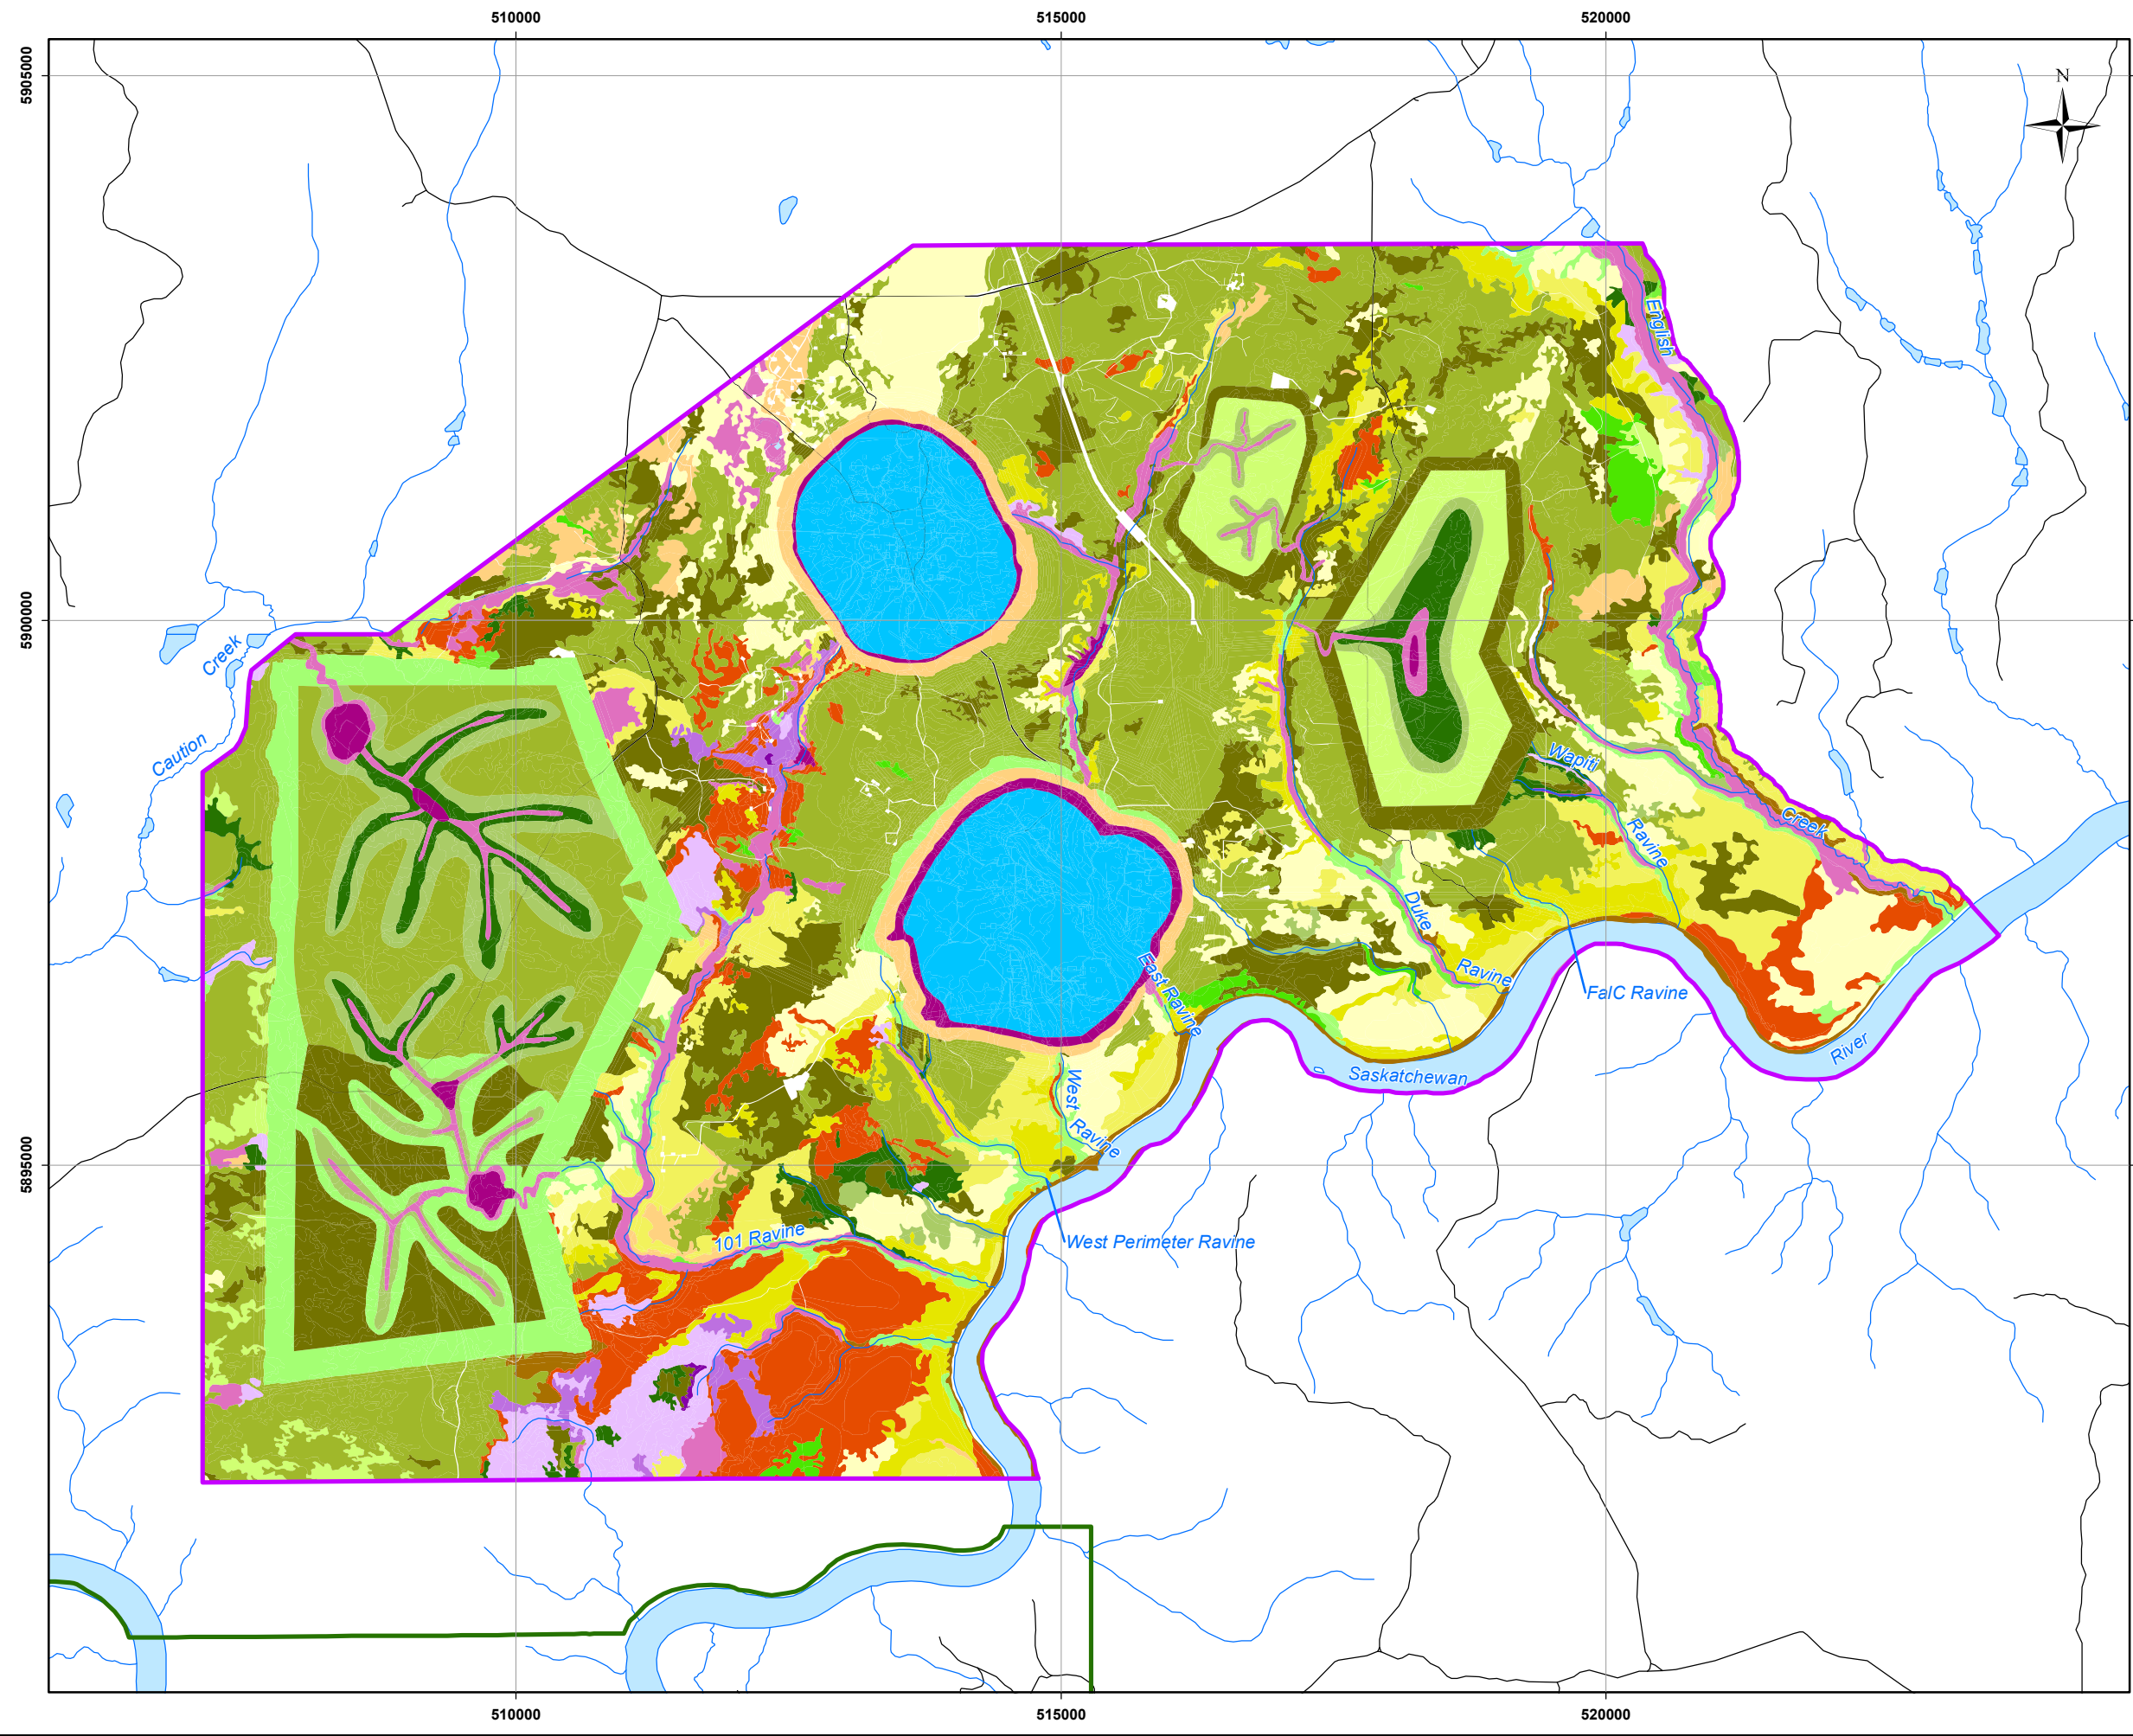 510000
515000
520000
5905000
N
English
5900000
Creek
Caution
Wapiti
Creek
Ravine
Duke
Ravine
East Ravine
FalC Ravine
River
Saskatchewan
West
Ravine
5895000
101 Ravine
West Perimeter Ravine
510000
515000
520000